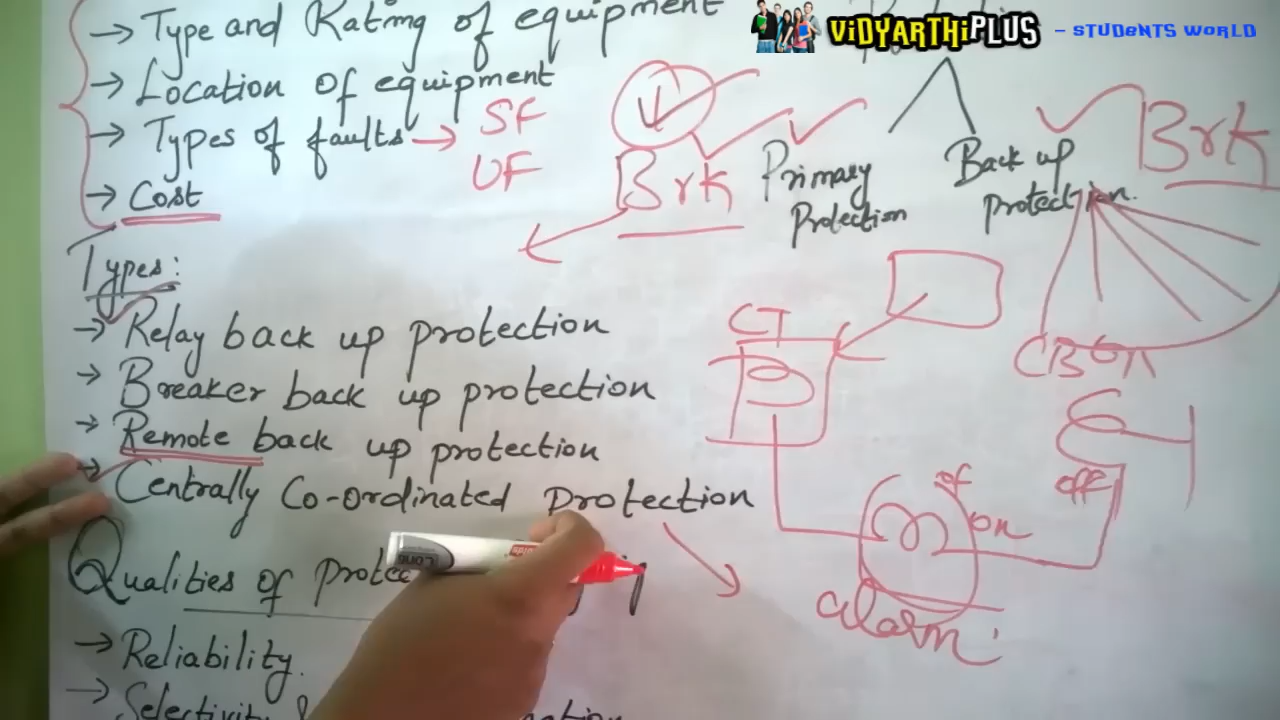 → Type and Rating of equipment
→ Location of equipment
→ Types of faults → SF
UF
→ Cost
ViDYARTHiPLUS – STUDENTS WORLD
Brk
Primary
Protection
Back up
protection.
Brk
Types:
→ Relay back up protection
→ Breaker back up protection
→ Remote back up protection
→ Centrally Co-ordinated Protection
CT
off
on
alarm
Qualities of
→ Reliability.
→ Selectivity